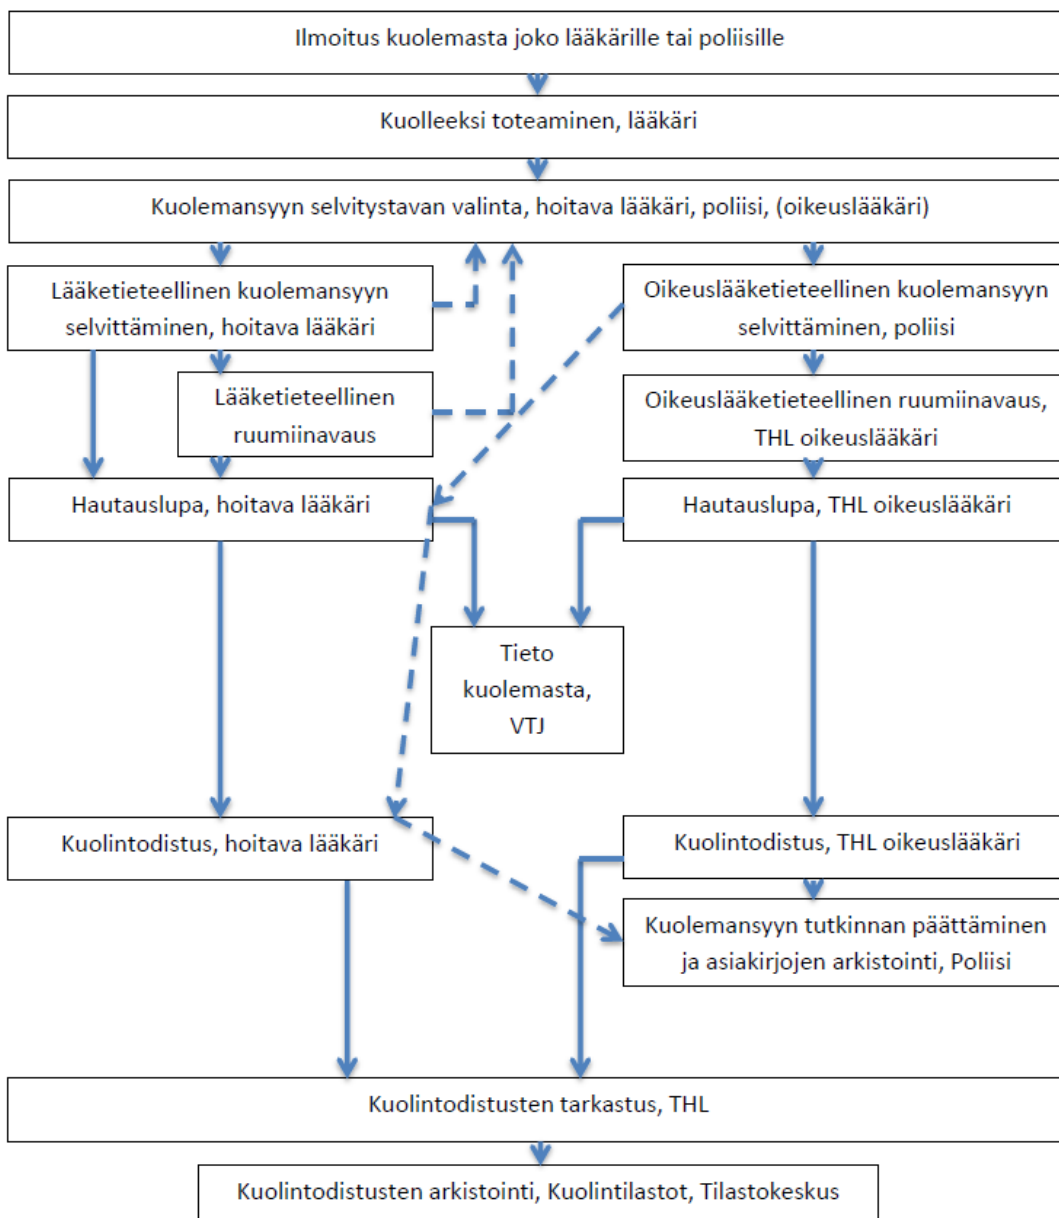 Ilmoitus kuolemasta joko lääkärille tai poliisille
Kuolleeksi toteaminen, lääkäri
Kuolemansyyn selvitystavan valinta, hoitava lääkäri, poliisi, (oikeuslääkäri)
Lääketieteellinen kuolemansyyn
selvittäminen, hoitava lääkäri
Oikeuslääketieteellinen kuolemansyyn
selvittäminen, poliisi
Lääketieteellinen
ruumiinavaus
Oikeuslääketieteellinen ruumiinavaus,
THL oikeuslääkäri
Hautauslupa, hoitava lääkäri
Hautauslupa, THL oikeuslääkäri
Tieto
kuolemasta,
VTJ
Kuolintodistus, hoitava lääkäri
Kuolintodistus, THL oikeuslääkäri
Kuolemansyyn tutkinnan päättäminen
ja asiakirjojen arkistointi, Poliisi
Kuolintodistusten tarkastus, THL
Kuolintodistusten arkistointi, Kuolintilastot, Tilastokeskus